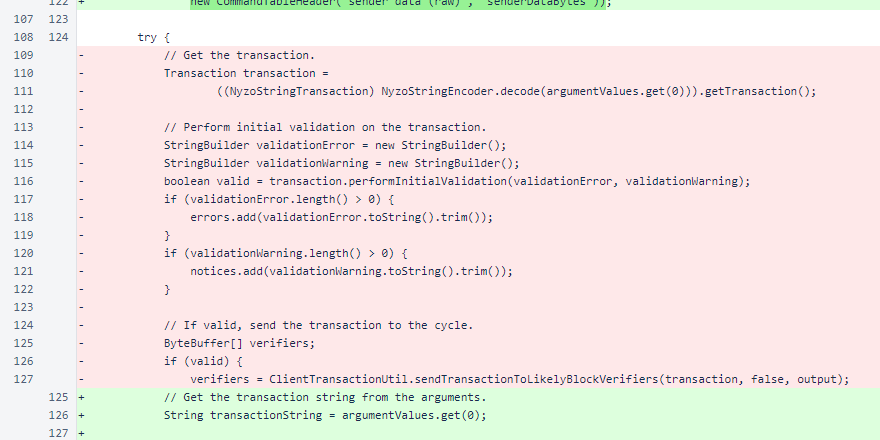 122 + new CommandTableHeader("sender data (raw)", "senderDataBytes"));
107 123
108 124 try {
109 - // Get the transaction.
110 - Transaction transaction =
111 - ((NyzoStringTransaction) NyzoStringEncoder.decode(argumentValues.get(0))).getTransaction();
112 -
113 - // Perform initial validation on the transaction.
114 - StringBuilder validationError = new StringBuilder();
115 - StringBuilder validationWarning = new StringBuilder();
116 - boolean valid = transaction.performInitialValidation(validationError, validationWarning);
117 - if (validationError.length() > 0) {
118 - errors.add(validationError.toString().trim());
119 - }
120 - if (validationWarning.length() > 0) {
121 - notices.add(validationWarning.toString().trim());
122 - }
123 -
124 - // If valid, send the transaction to the cycle.
125 - ByteBuffer[] verifiers;
126 - if (valid) {
127 - verifiers = ClientTransactionUtil.sendTransactionToLikelyBlockVerifiers(transaction, false, output);
125 + // Get the transaction string from the arguments.
126 + String transactionString = argumentValues.get(0);
127 +